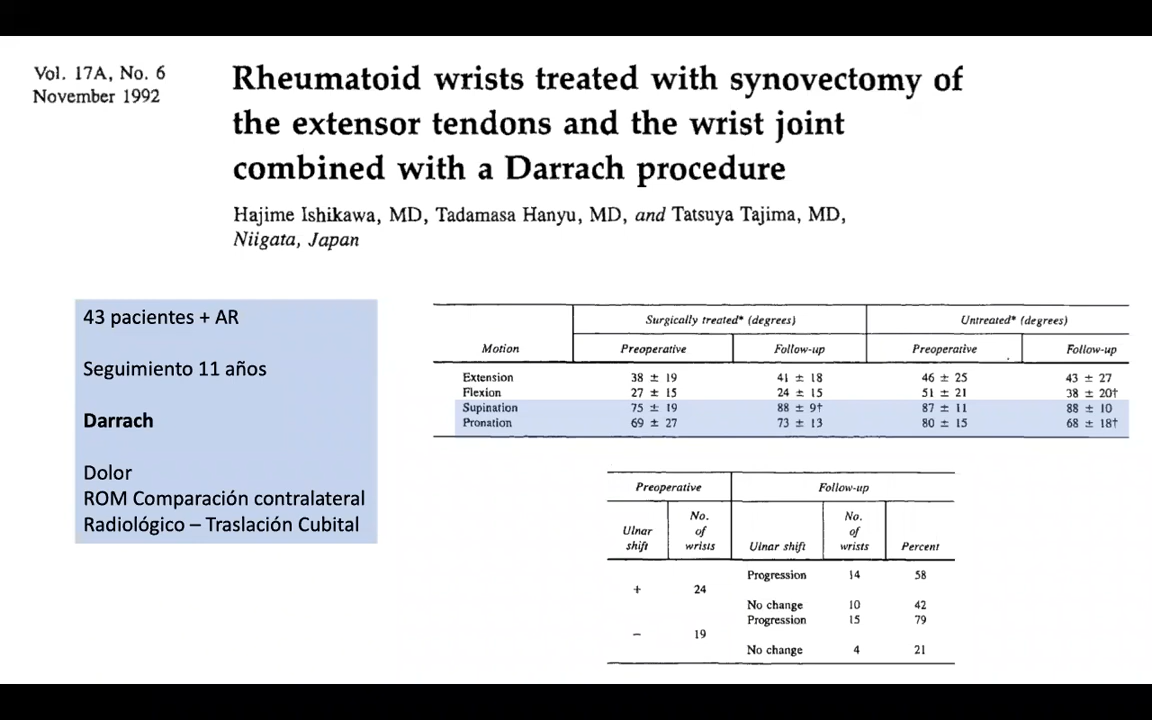 Vol. 17A, No. 6
November 1992
Rheumatoid wrists treated with synovectomy of
the extensor tendons and the wrist joint
combined with a Darrach procedure
Hajime Ishikawa, MD, Tadamasa Hanyu, MD, and Tatsuya Tajima, MD,
Niigata, Japan
43 pacientes + AR
Seguimiento 11 años
Darrach
Dolor
ROM Comparación contralateral
Radiológico – Traslación Cubital
Surgically treated* (degrees) Untreated* (degrees)
Motion Preoperative Follow-up Preoperative Follow-up
Extension 38 ± 19 41 ± 18 46 ± 25 43 ± 27
Flexion 27 ± 15 24 ± 15 51 ± 21 38 ± 20†
Supination 75 ± 19 88 ± 9† 87 ± 11 88 ± 10
Pronation 69 ± 27 73 ± 13 80 ± 15 68 ± 18†
Preoperative Follow-up
Ulnar shift No. of wrists Ulnar shift No. of wrists Percent
Progression 14 58
+ 24
No change 10 42
Progression 15 79
− 19
No change 4 21